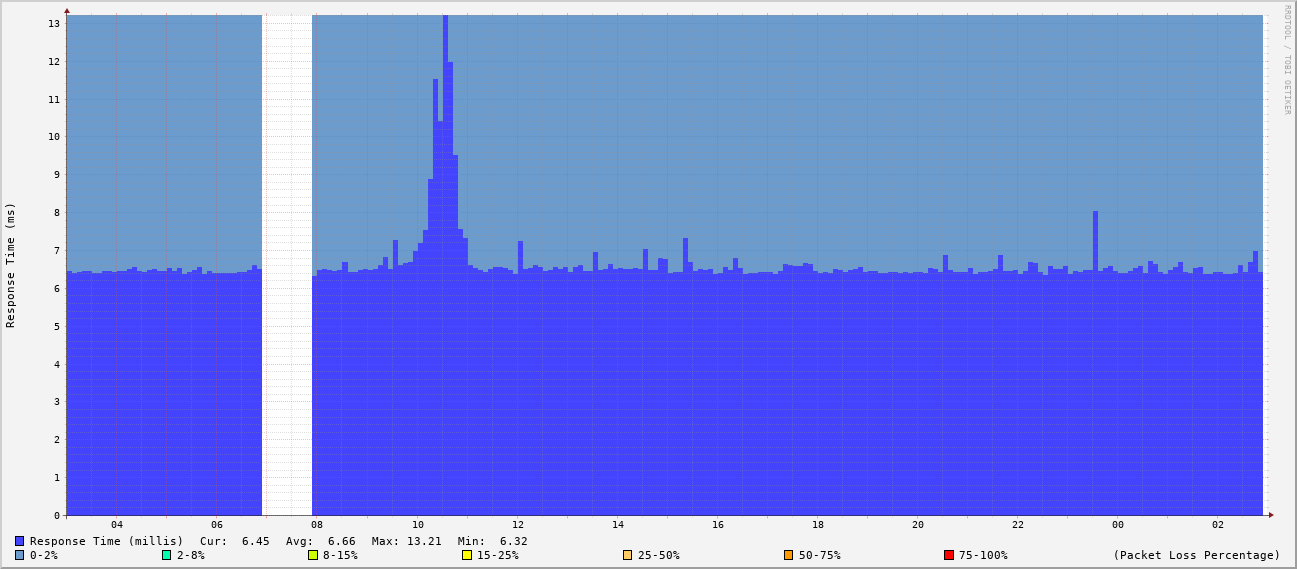 RRDTOOL / TOBI OETIKER
Response Time (ms)
13
12
11
10
9
8
7
6
5
4
3
2
1
0
04 06 08 10 12 14 16 18 20 22 00 02
Response Time (millis) Cur: 6.45 Avg: 6.66 Max: 13.21 Min: 6.32
0-2% 2-8% 8-15% 15-25% 25-50% 50-75% 75-100% (Packet Loss Percentage)